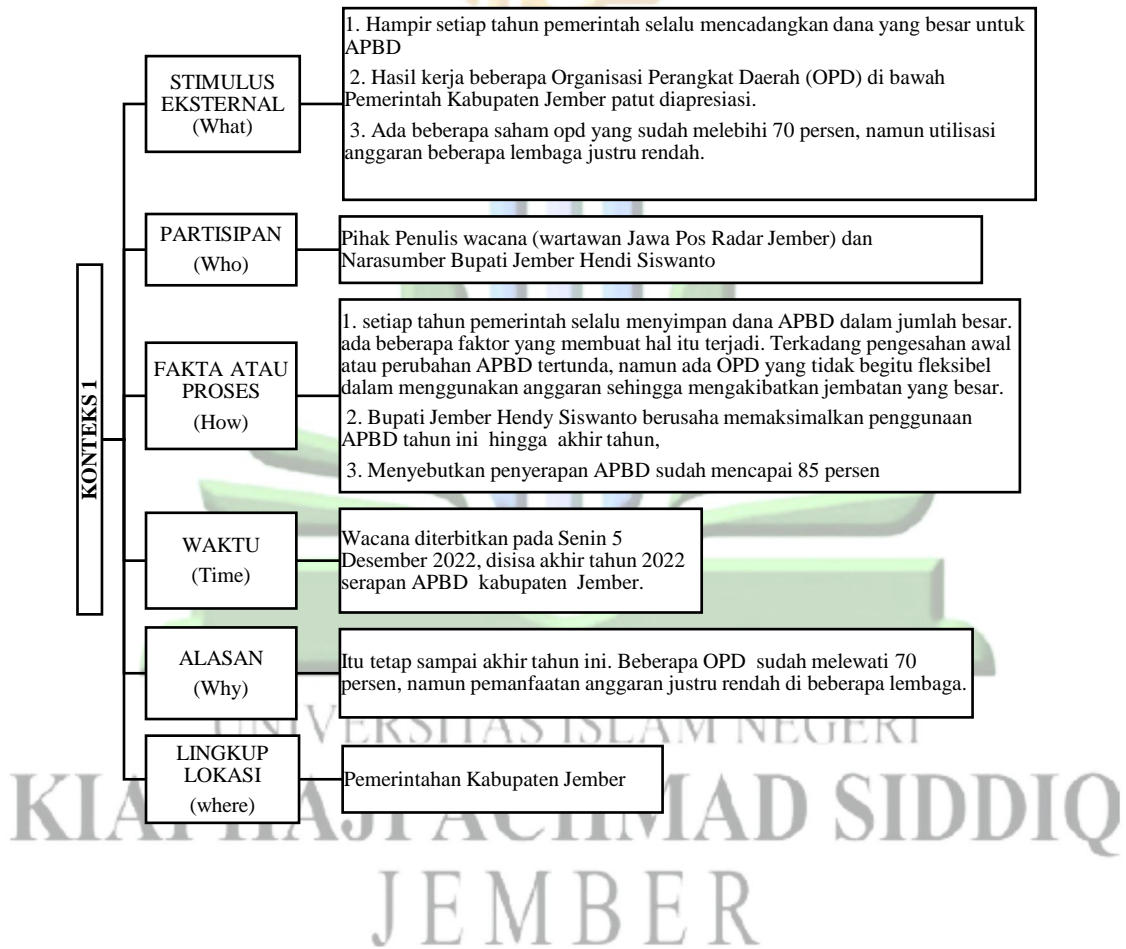 KONTEKS 1
STIMULUS
EKSTERNAL
(What)
1. Hampir setiap tahun pemerintah selalu mencadangkan dana yang besar untuk
APBD
2. Hasil kerja beberapa Organisasi Perangkat Daerah (OPD) di bawah
Pemerintah Kabupaten Jember patut diapresiasi.
3. Ada beberapa saham opd yang sudah melebihi 70 persen, namun utilisasi
anggaran beberapa lembaga justru rendah.
PARTISIPAN
(Who)
Pihak Penulis wacana (wartawan Jawa Pos Radar Jember) dan
Narasumber Bupati Jember Hendi Siswanto
FAKTA ATAU
PROSES
(How)
1. setiap tahun pemerintah selalu menyimpan dana APBD dalam jumlah besar.
ada beberapa faktor yang membuat hal itu terjadi. Terkadang pengesahan awal
atau perubahan APBD tertunda, namun ada OPD yang tidak begitu fleksibel
dalam menggunakan anggaran sehingga mengakibatkan jembatan yang besar.
2. Bupati Jember Hendy Siswanto berusaha memaksimalkan penggunaan
APBD tahun ini hingga akhir tahun,
3. Menyebutkan penyerapan APBD sudah mencapai 85 persen
WAKTU
(Time)
Wacana diterbitkan pada Senin 5
Desember 2022, disisa akhir tahun 2022
serapan APBD kabupaten Jember.
ALASAN
(Why)
Itu tetap sampai akhir tahun ini. Beberapa OPD sudah melewati 70
persen, namun pemanfaatan anggaran justru rendah di beberapa lembaga.
LINGKUP
LOKASI
(where)
Pemerintahan Kabupaten Jember
UNIVERSITAS ISLAM NEGERI
KIAI HAJI ACHMAD SIDDIQ
JEMBER